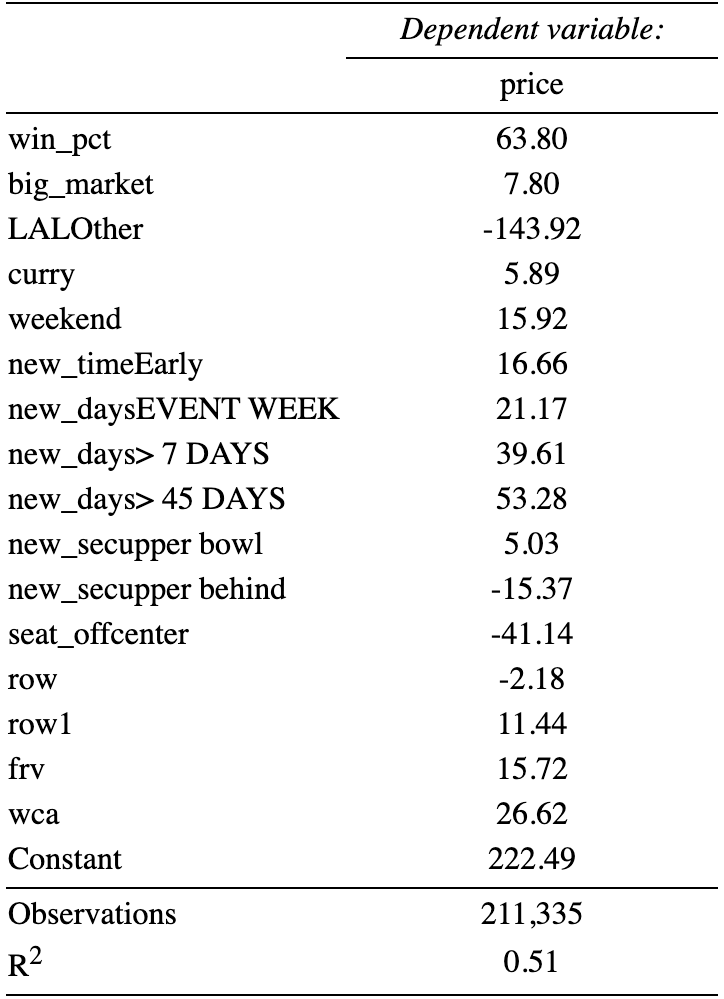 Dependent variable:
price
win_pct 63.80
big_market 7.80
LALOther -143.92
curry 5.89
weekend 15.92
new_timeEarly 16.66
new_daysEVENT WEEK 21.17
new_days> 7 DAYS 39.61
new_days> 45 DAYS 53.28
new_secupper bowl 5.03
new_secupper behind -15.37
seat_offcenter -41.14
row -2.18
row1 11.44
frv 15.72
wca 26.62
Constant 222.49
Observations 211,335
R² 0.51